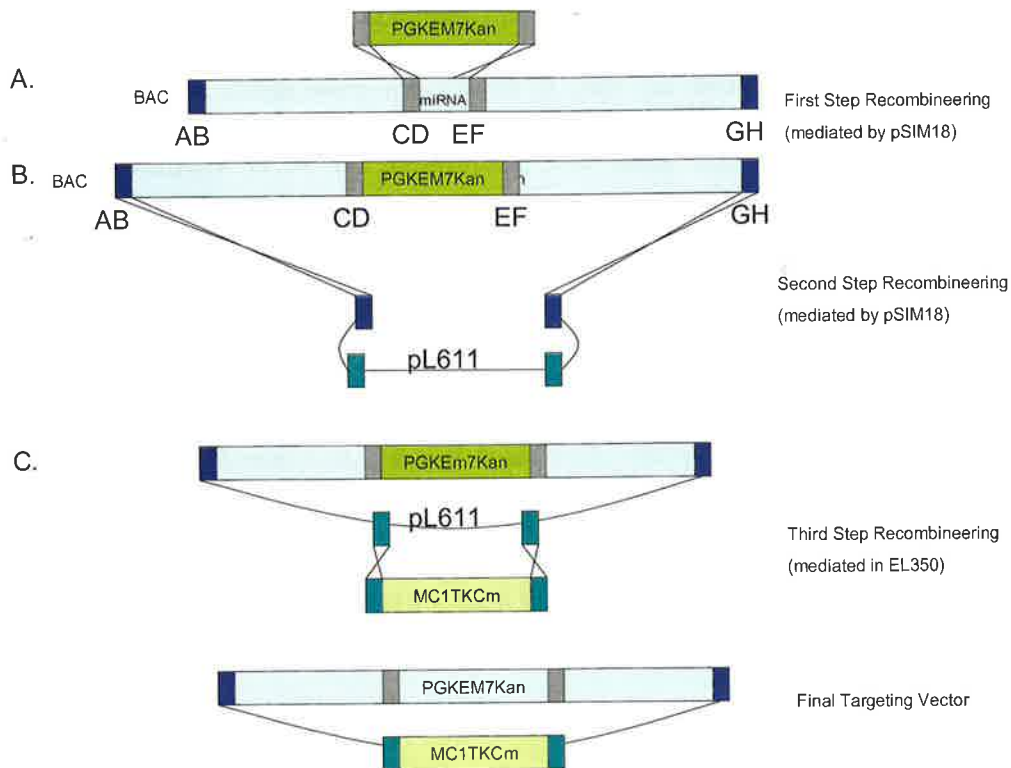 PGKEM7Kan
A.
BAC
miRNA
First Step Recombineering
(mediated by pSIM18)
AB
CD
EF
GH
B.
BAC
PGKEM7Kan
AB
CD
EF
GH
Second Step Recombineering
(mediated by pSIM18)
pL611
C.
PGKEm7Kan
pL611
Third Step Recombineering
(mediated in EL350)
MC1TKCm
PGKEM7Kan
Final Targeting Vector
MC1TKCm